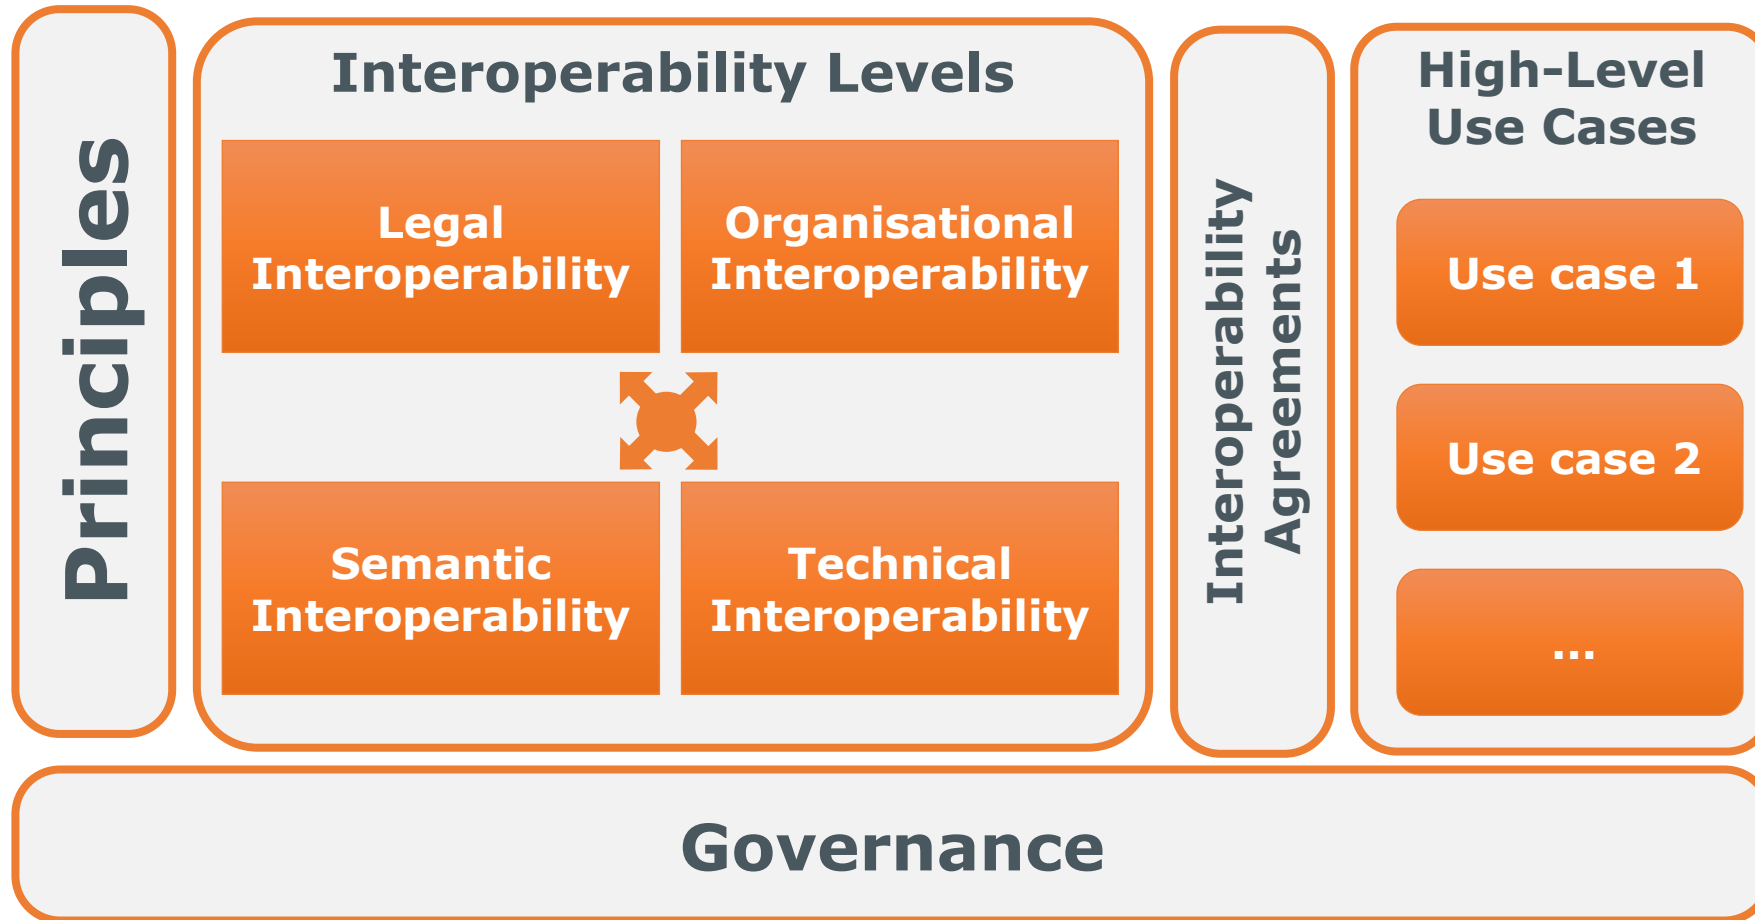 Principles
Interoperability Levels
Legal
Interoperability
Organisational
Interoperability
Semantic
Interoperability
Technical
Interoperability
Interoperability
Agreements
High-Level
Use Cases
Use case 1
Use case 2
...
Governance